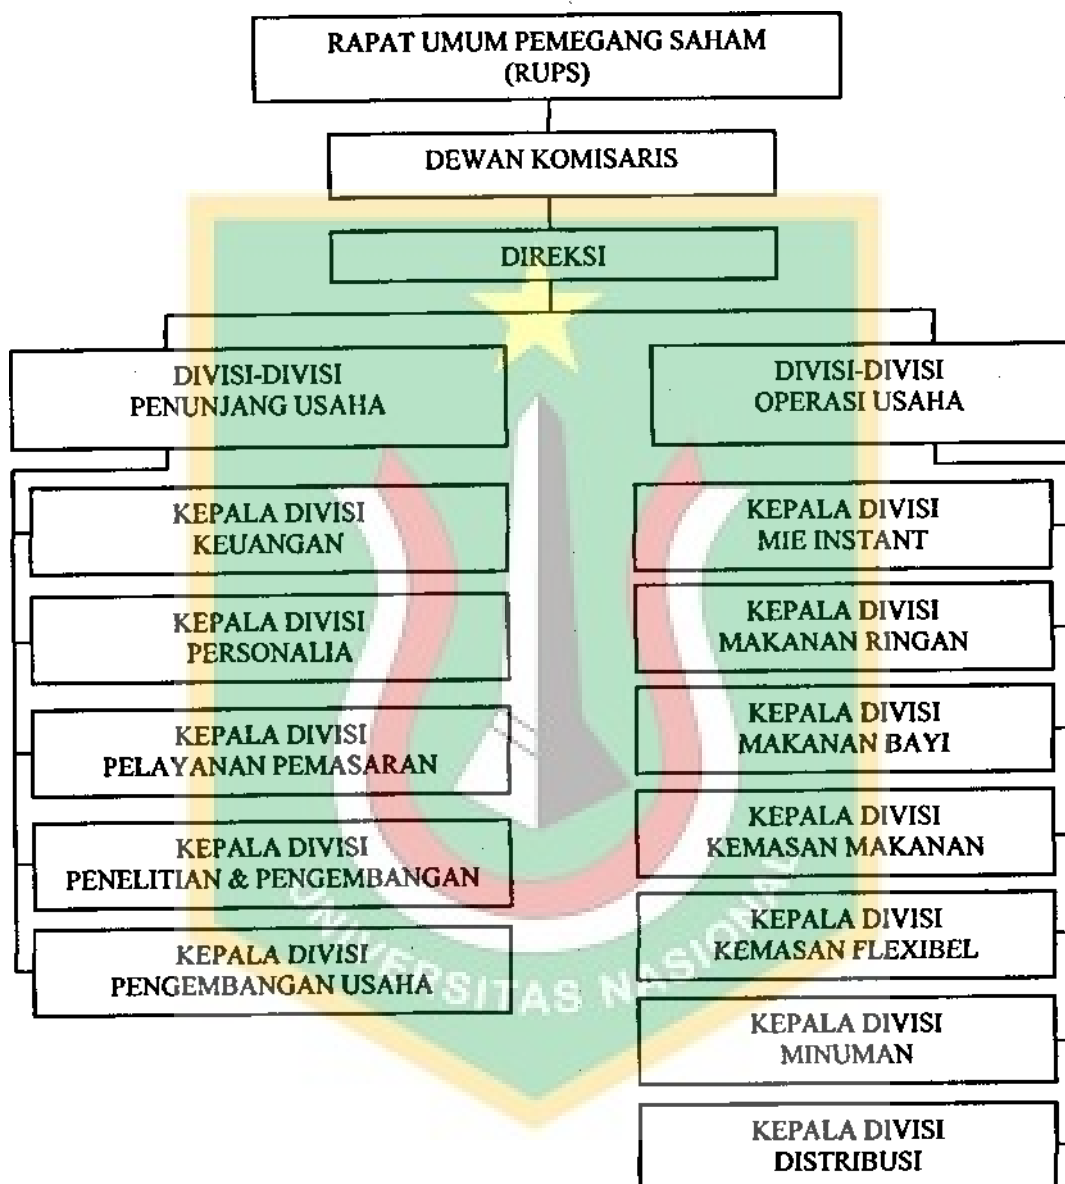 RAPAT UMUM PEMEGANG SAHAM
(RUPS)
DEWAN KOMISARIS
DIREKSI
DIVISI-DIVISI
PENUNJANG USAHA
KEPALA DIVISI
KEUANGAN
KEPALA DIVISI
PERSONALIA
KEPALA DIVISI
PELAYANAN PEMASARAN
KEPALA DIVISI
PENELITIAN & PENGEMBANGAN
KEPALA DIVISI
PENGEMBANGAN USAHA
DIVISI-DIVISI
OPERASI USAHA
KEPALA DIVISI
MIE INSTANT
KEPALA DIVISI
MAKANAN RINGAN
KEPALA DIVISI
MAKANAN BAYI
KEPALA DIVISI
KEMASAN MAKANAN
KEPALA DIVISI
KEMASAN FLEXIBEL
KEPALA DIVISI
MINUMAN
KEPALA DIVISI
DISTRIBUSI
UNIVERSITAS NASIONAL